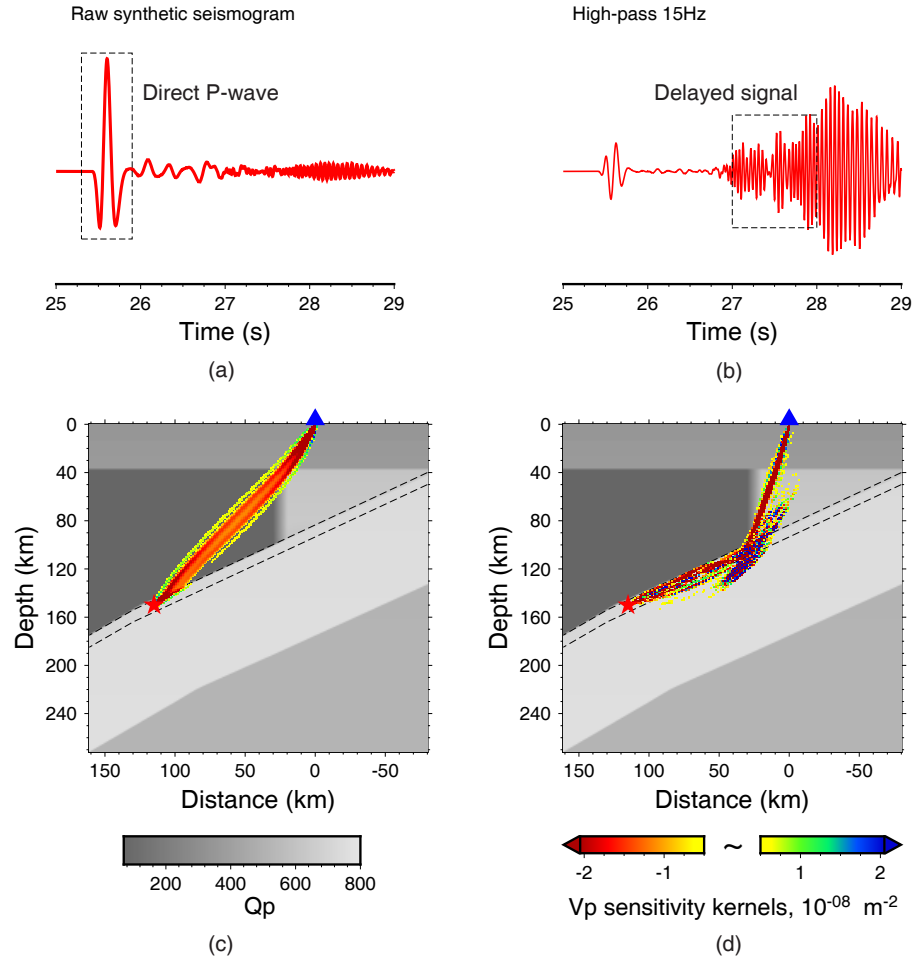 Raw synthetic seismogram
High-pass 15Hz
Direct P-wave
Delayed signal
25 26 27 28 29
25 26 27 28 29
Time (s)
Time (s)
(a)
(b)
0
40
80
120
160
200
240
Depth (km)
150 100 50 0 -50
Distance (km)
0
40
80
120
160
200
240
Depth (km)
150 100 50 0 -50
Distance (km)
200 400 600 800
Qp
~
-2 -1 1 2
Vp sensitivity kernels, 10⁻⁰⁸ m⁻²
(c)
(d)